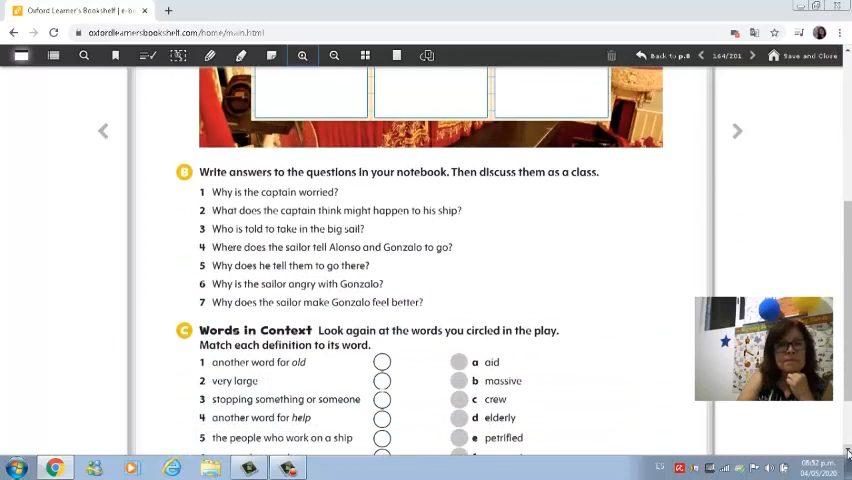 Oxford Learner's Bookshelf | e-bo
oxfordlearnersbookshelf.com/home/main.html
Back to p.8
164/201
Save and Close
B Write answers to the questions in your notebook. Then discuss them as a class.
1 Why is the captain worried?
2 What does the captain think might happen to his ship?
3 Who is told to take in the big sail?
4 Where does the sailor tell Alonso and Gonzalo to go?
5 Why does he tell them to go there?
6 Why is the sailor angry with Gonzalo?
7 Why does the sailor make Gonzalo feel better?
C Words in Context Look again at the words you circled in the play.
Match each definition to its word.
1 another word for old a aid
2 very large b massive
3 stopping something or someone c crew
4 another word for help d elderly
5 the people who work on a ship e petrified
ES
08:52 p.m.
04/05/2020